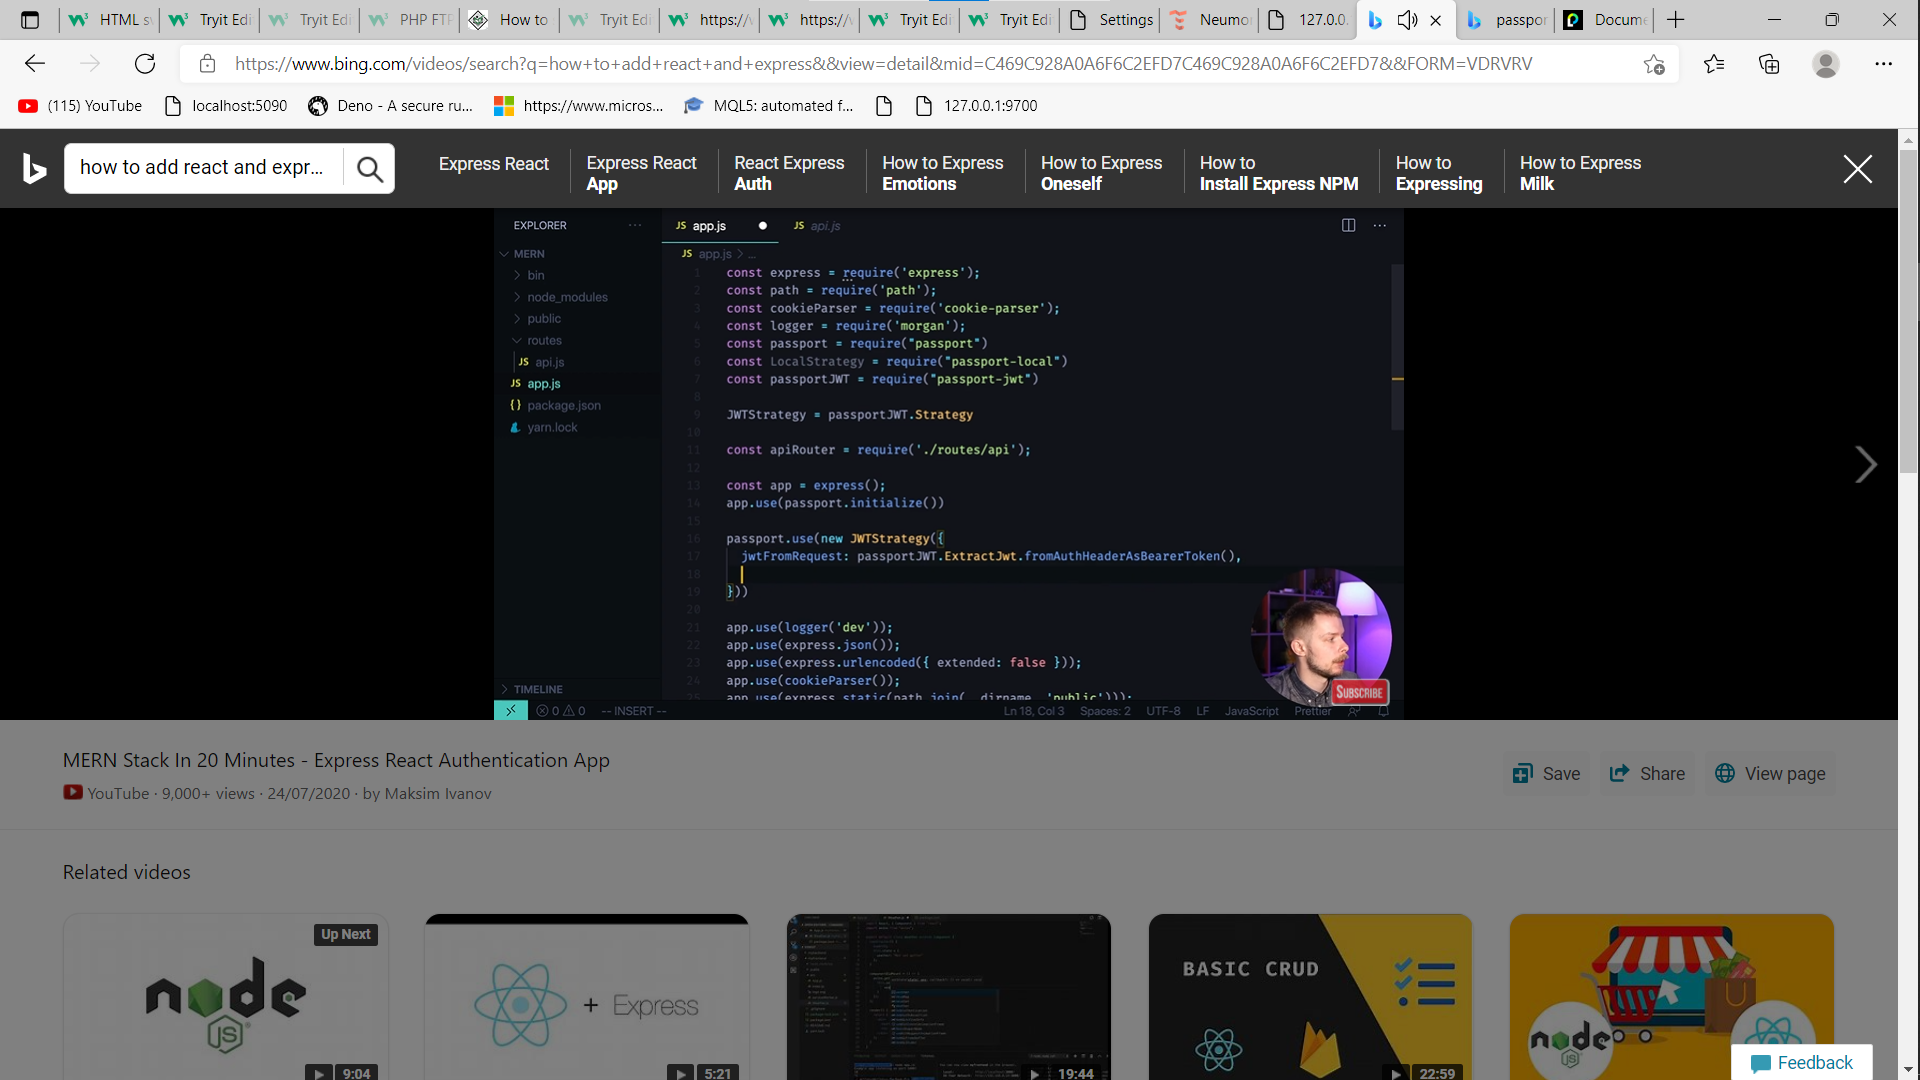 HTML
Tryit Edi
Tryit Edi
PHP FTP
How to
Tryit Edi
https://
https://
Tryit Edi
Tryit Edi
Settings
Neumo
127.0.0.
passpor
Docume
https://www.bing.com/videos/search?q=how+to+add+react+and+express&&view=detail&mid=C469C928A0A6F6C2EFD7C469C928A0A6F6C2EFD7&&FORM=VDRVRV
(115) YouTube
localhost:5090
Deno - A secure ru...
https://www.micros...
MQL5: automated f...
127.0.0.1:9700
how to add react and expr...
Express React
Express React App
React Express Auth
How to Express Emotions
How to Express Oneself
How to Install Express NPM
How to Expressing
How to Express Milk
EXPLORER
MERN
bin
node_modules
public
routes
JS api.js
JS app.js
{} package.json
yarn.lock
TIMELINE
JS app.js
JS api.js
JS app.js > ...
1 const express = require('express');
2 const path = require('path');
3 const cookieParser = require('cookie-parser');
4 const logger = require('morgan');
5 const passport = require("passport")
6 const LocalStrategy = require("passport-local")
7 const passportJWT = require("passport-jwt")
8
9 JWTStrategy = passportJWT.Strategy
10
11 const apiRouter = require('./routes/api');
12
13 const app = express();
14 app.use(passport.initialize())
15
16 passport.use(new JWTStrategy({
17 jwtFromRequest: passportJWT.ExtractJwt.fromAuthHeaderAsBearerToken(),
18
19 }))
20
21 app.use(logger('dev'));
22 app.use(express.json());
23 app.use(express.urlencoded({ extended: false }));
24 app.use(cookieParser());
25 app.use(express.static(path.join(__dirname, 'public')));
SUBSCRIBE
0 0 -- INSERT -- Ln 18, Col 3 Spaces: 2 UTF-8 LF JavaScript Prettier
MERN Stack In 20 Minutes - Express React Authentication App
YouTube · 9,000+ views · 24/07/2020 · by Maksim Ivanov
Save
Share
View page
Related videos
Up Next
node
JS
9:04
+ Express
5:21
19:44
BASIC CRUD
22:59
node
JS
Feedback